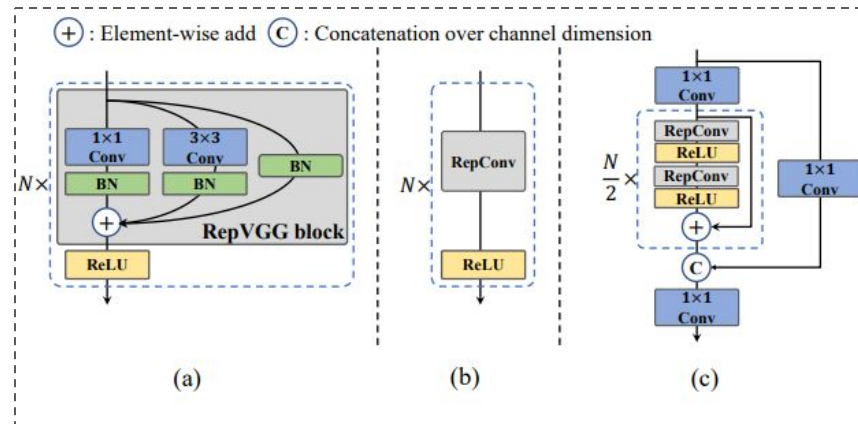 + : Element-wise add C : Concatenation over channel dimension
N×
1×1
Conv
BN
3×3
Conv
BN
BN
+
RepVGG block
ReLU
(a)
N×
RepConv
ReLU
(b)
1×1
Conv
N/2 ×
RepConv
ReLU
RepConv
ReLU
+
C
1×1
Conv
1×1
Conv
(c)